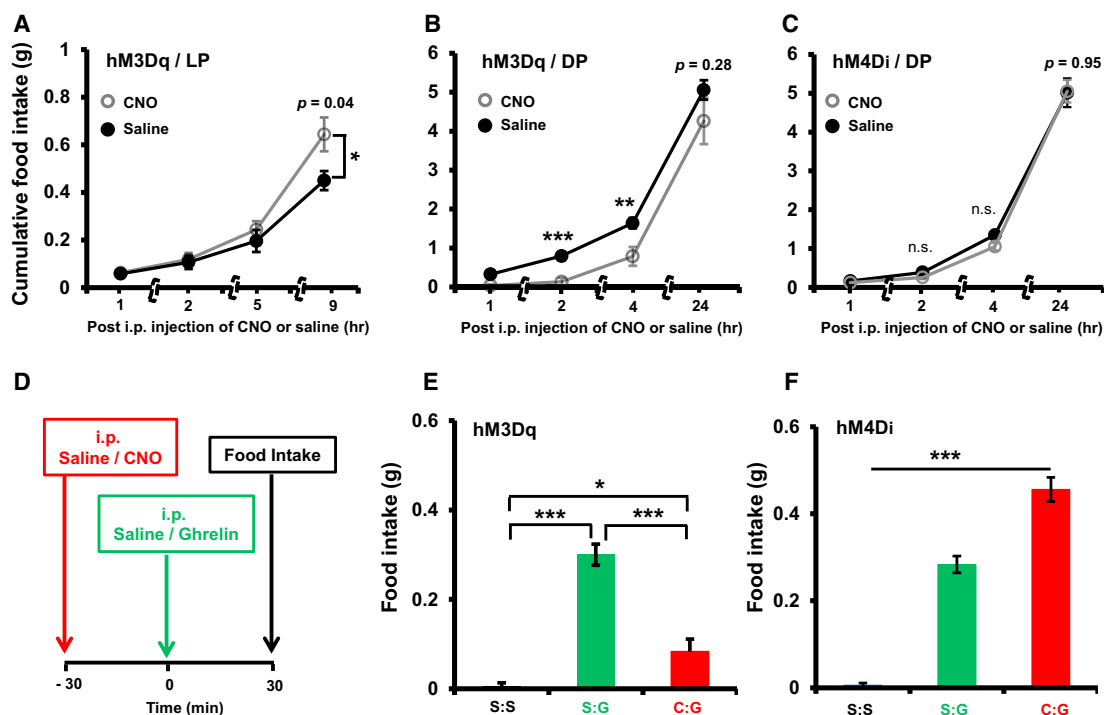 A
hM3Dq / LP
CNO
Saline
p = 0.04
*
Cumulative food intake (g)
1
0.8
0.6
0.4
0.2
0
1 2 5 9
Post i.p. injection of CNO or saline (hr)
B
hM3Dq / DP
CNO
Saline
p = 0.28
***
**
6
5
4
3
2
1
0
1 2 4 24
Post i.p. injection of CNO or saline (hr)
C
hM4Di / DP
CNO
Saline
p = 0.95
n.s.
n.s.
6
5
4
3
2
1
0
1 2 4 24
Post i.p. injection of CNO or saline (hr)
D
i.p.
Saline / CNO
Food Intake
i.p.
Saline / Ghrelin
- 30 0 30
Time (min)
E
hM3Dq
*
*** ***
Food intake (g)
0.6
0.4
0.2
0
S:S S:G C:G
F
hM4Di
***
Food intake (g)
0.6
0.4
0.2
0
S:S S:G C:G